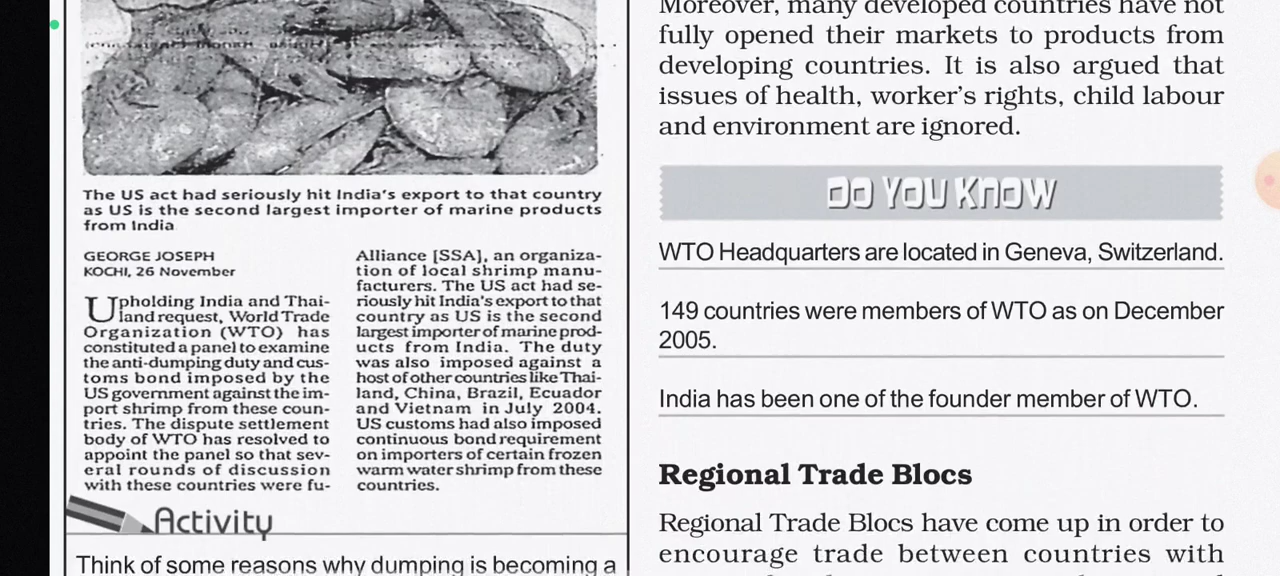 The US act had seriously hit India's export to that country
as US is the second largest importer of marine products
from India
GEORGE JOSEPH
KOCHI, 26 November
Upholding India and Thai-
land request, World Trade
Organization (WTO) has
constituted a panel to examine
the anti-dumping duty and cus-
toms bond imposed by the
US government against the im-
port shrimp from these coun-
tries. The dispute settlement
body of WTO has resolved to
appoint the panel so that sev-
eral rounds of discussion
with these countries were fu-
Alliance [SSA], an organiza-
tion of local shrimp manu-
facturers. The US act had se-
riously hit India's export to that
country as US is the second
largest importer of marine prod-
ucts from India. The duty
was also imposed against a
host of other countries like Thai-
land, China, Brazil, Ecuador
and Vietnam in July 2004.
US customs had also imposed
continuous bond requirement
on importers of certain frozen
warm water shrimp from these
countries.
Activity
Think of some reasons why dumping is becoming a
Moreover, many developed countries have not
fully opened their markets to products from
developing countries. It is also argued that
issues of health, worker's rights, child labour
and environment are ignored.
DO YOU KNOW
WTO Headquarters are located in Geneva, Switzerland.
149 countries were members of WTO as on December
2005.
India has been one of the founder member of WTO.
Regional Trade Blocs
Regional Trade Blocs have come up in order to
encourage trade between countries with